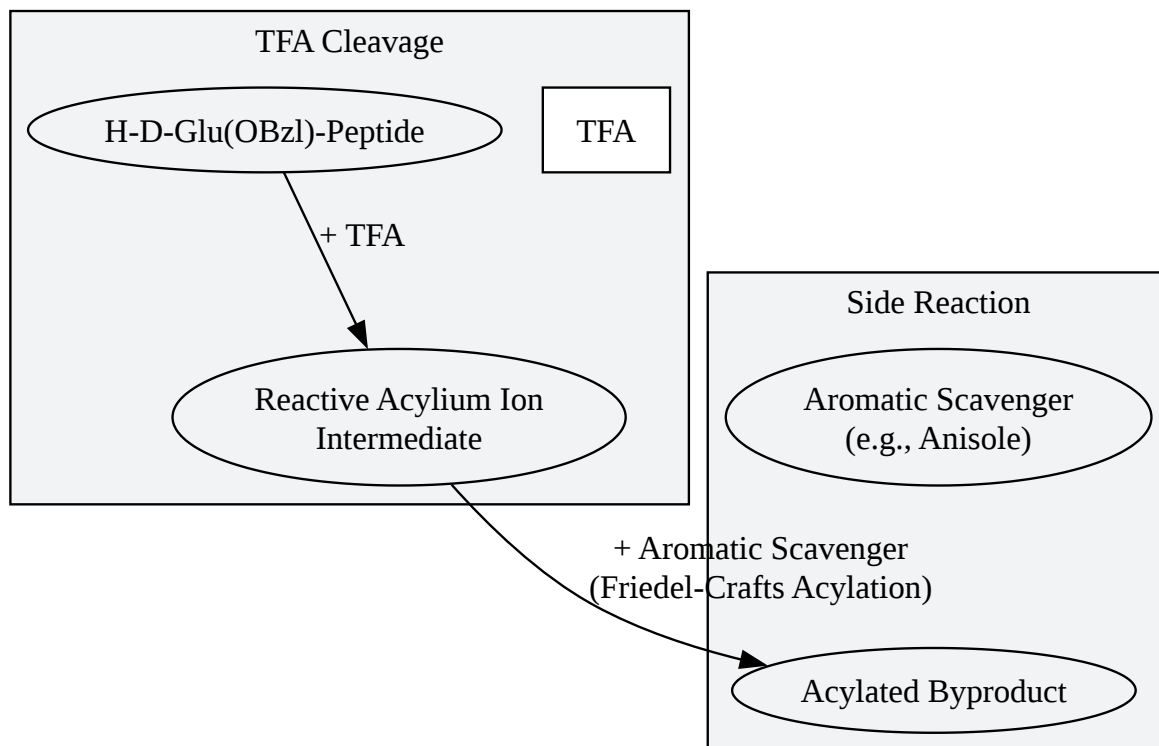 TFA Cleavage
H-D-Glu(OBzl)-Peptide
TFA
+ TFA
Reactive Acylium Ion
Intermediate
Side Reaction
Aromatic Scavenger
(e.g., Anisole)
+ Aromatic Scavenger
(Friedel-Crafts Acylation)
Acylated Byproduct